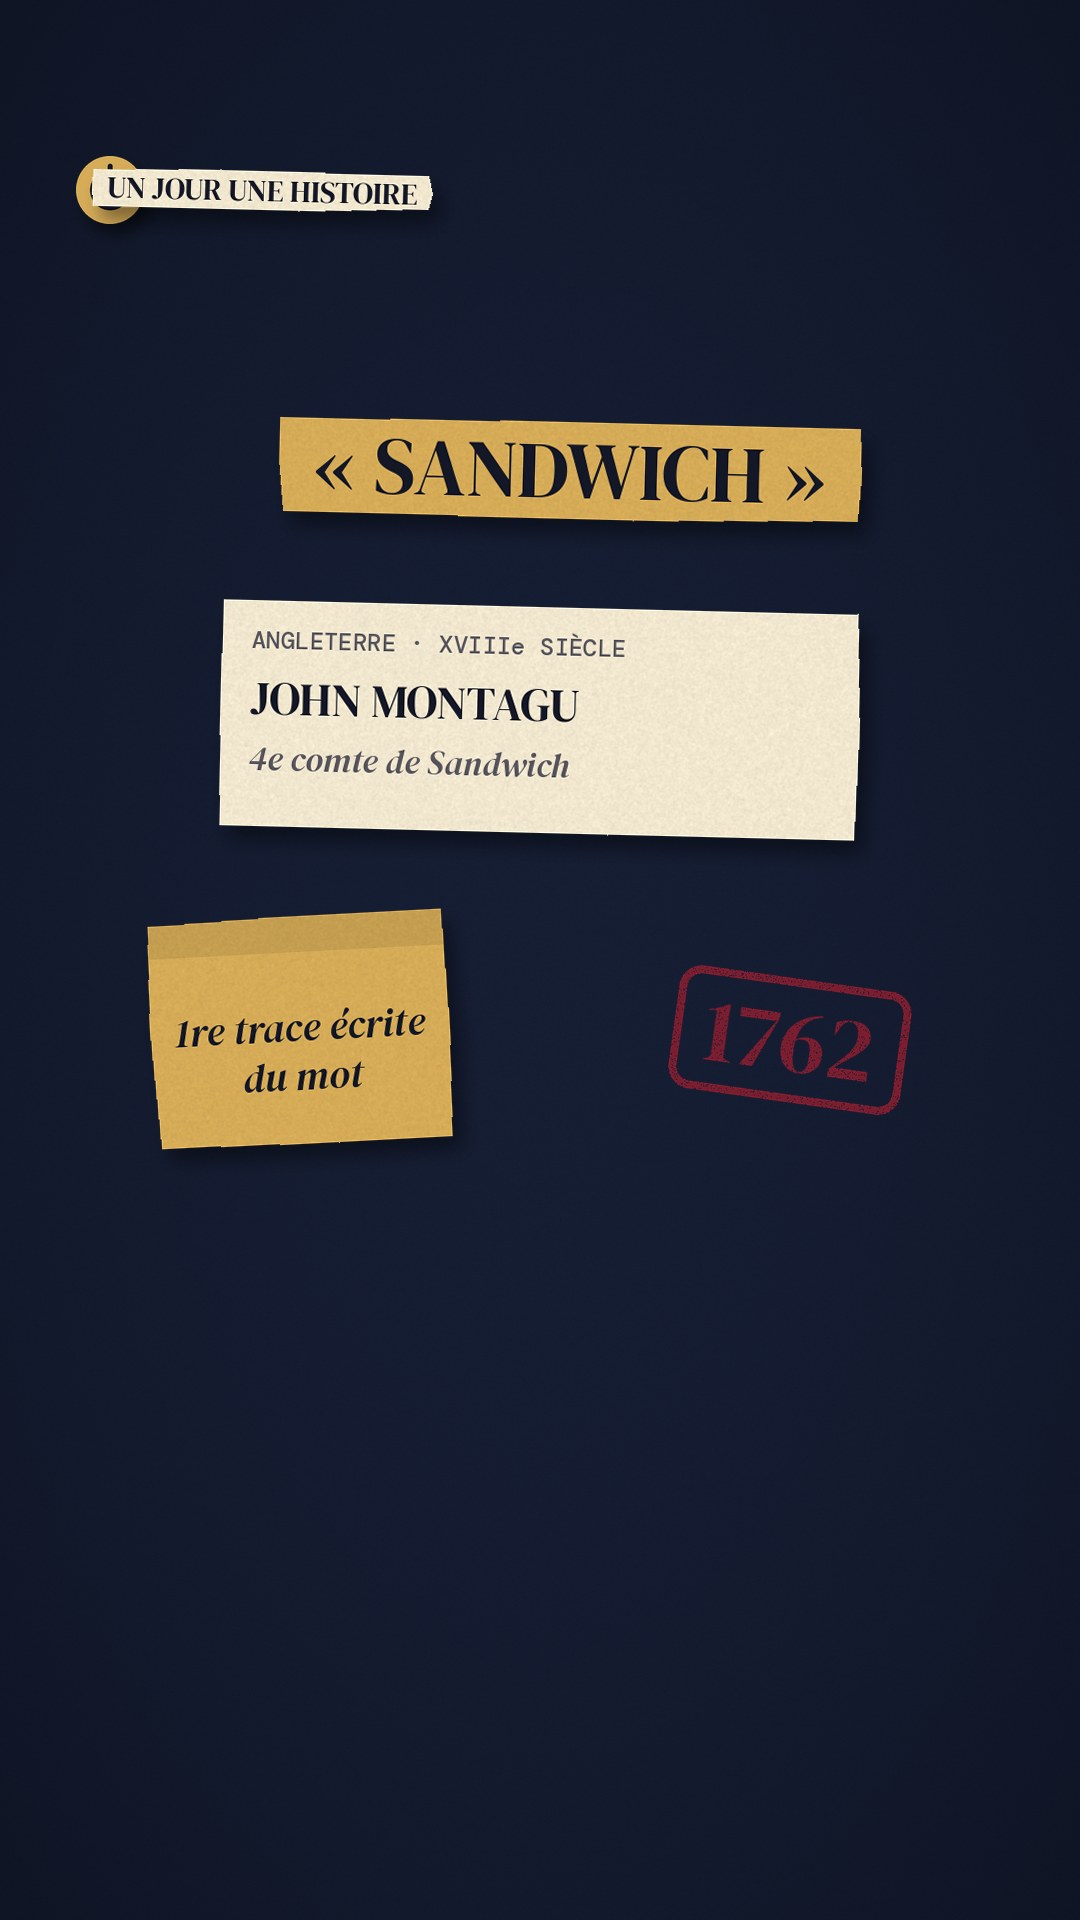 UN JOUR UNE HISTOIRE
« SANDWICH »
ANGLETERRE · XVIIIe SIÈCLE
JOHN MONTAGU
4e comte de Sandwich
1re trace écrite
du mot
1762